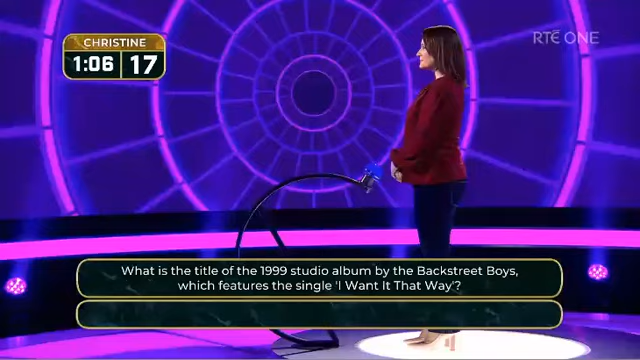 CHRISTINE
1:06 17
RTÉ ONE
What is the title of the 1999 studio album by the Backstreet Boys,
which features the single 'I Want It That Way'?